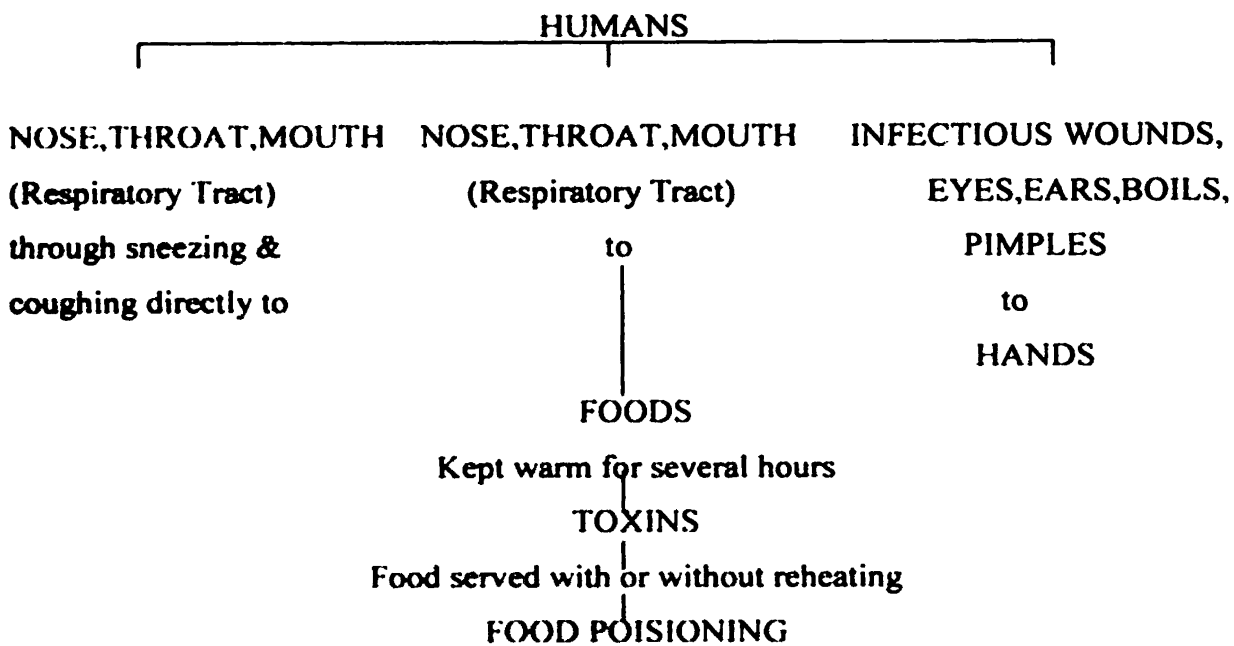 HUMANS
NOSE,THROAT,MOUTH NOSE,THROAT,MOUTH INFECTIOUS WOUNDS,
(Respiratory Tract) (Respiratory Tract) EYES,EARS,BOILS,
through sneezing & to PIMPLES
coughing directly to to
HANDS
FOODS
Kept warm for several hours
TOXINS
Food served with or without reheating
FOOD POISIONING